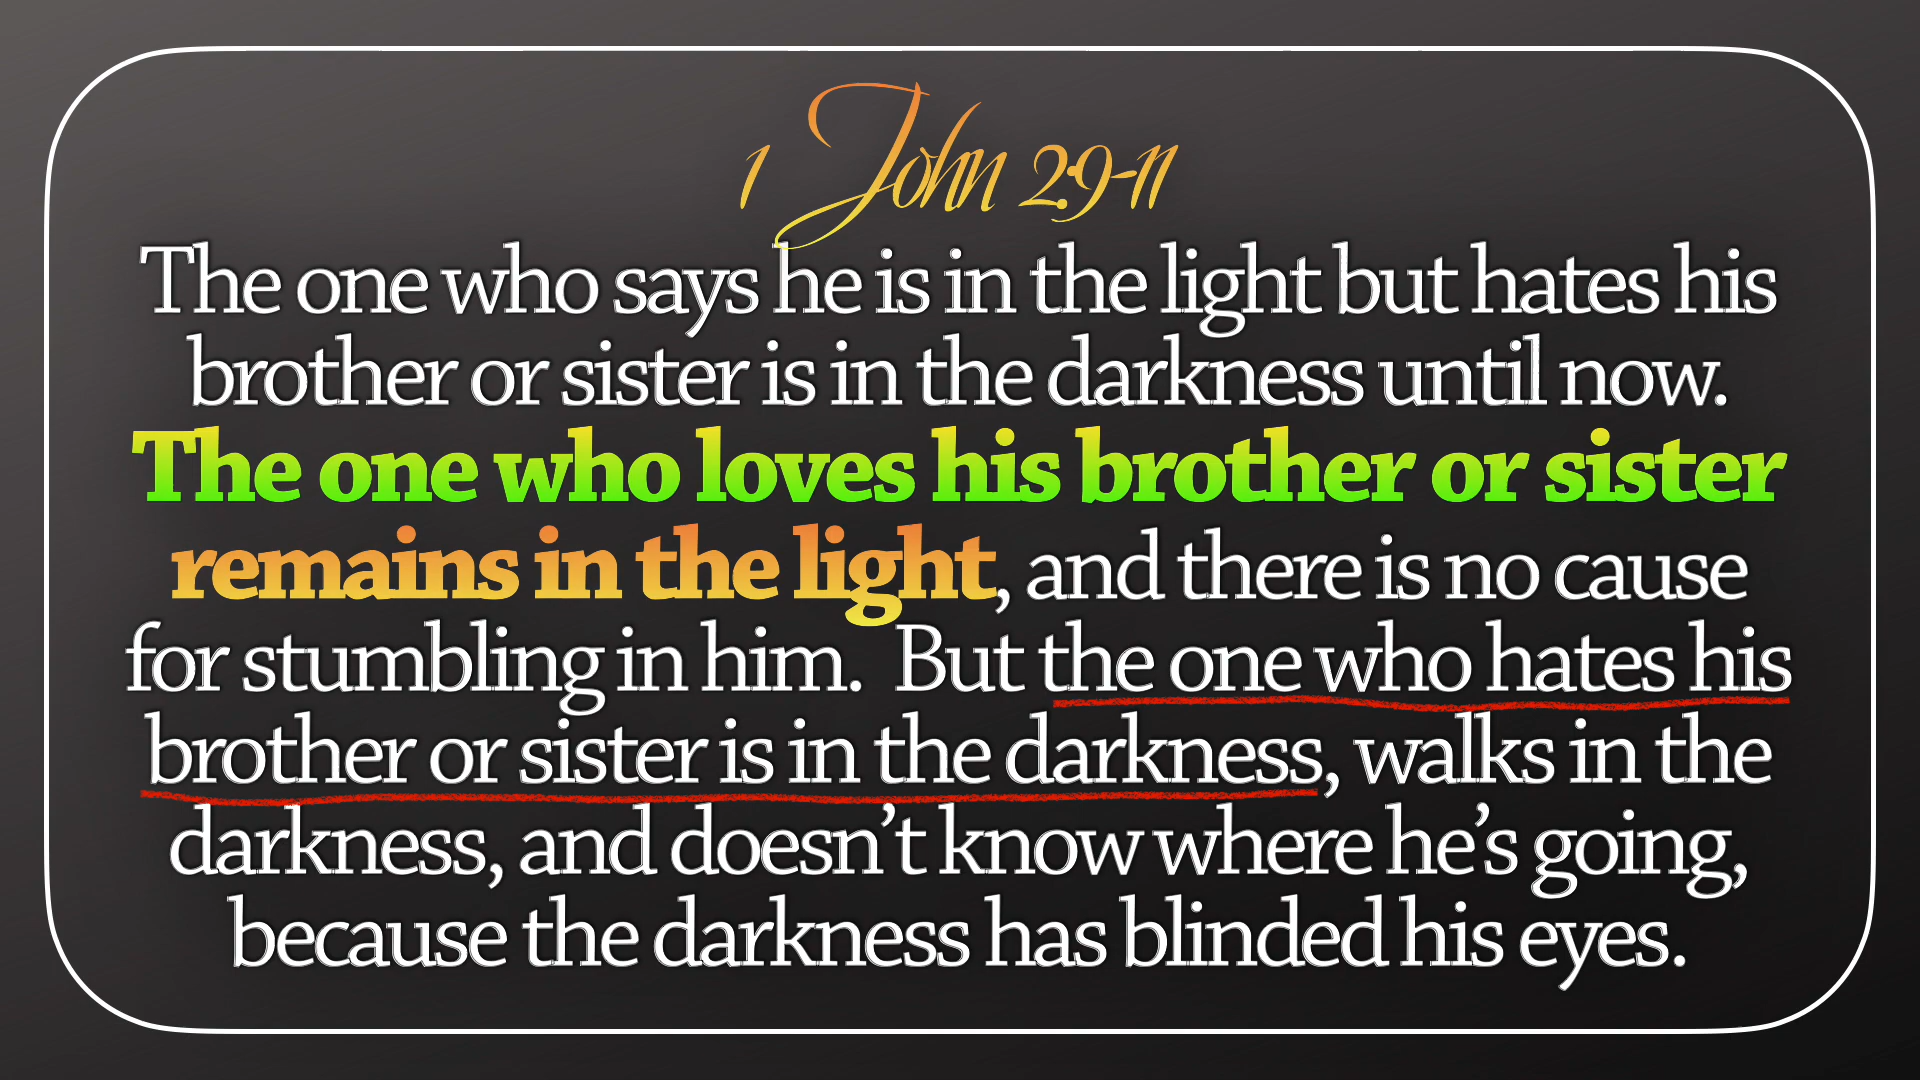 1 John 2:9-11
The one who says he is in the light but hates his
brother or sister is in the darkness until now.
The one who loves his brother or sister
remains in the light, and there is no cause
for stumbling in him.  But the one who hates his
brother or sister is in the darkness, walks in the
darkness, and doesn’t know where he’s going,
because the darkness has blinded his eyes.